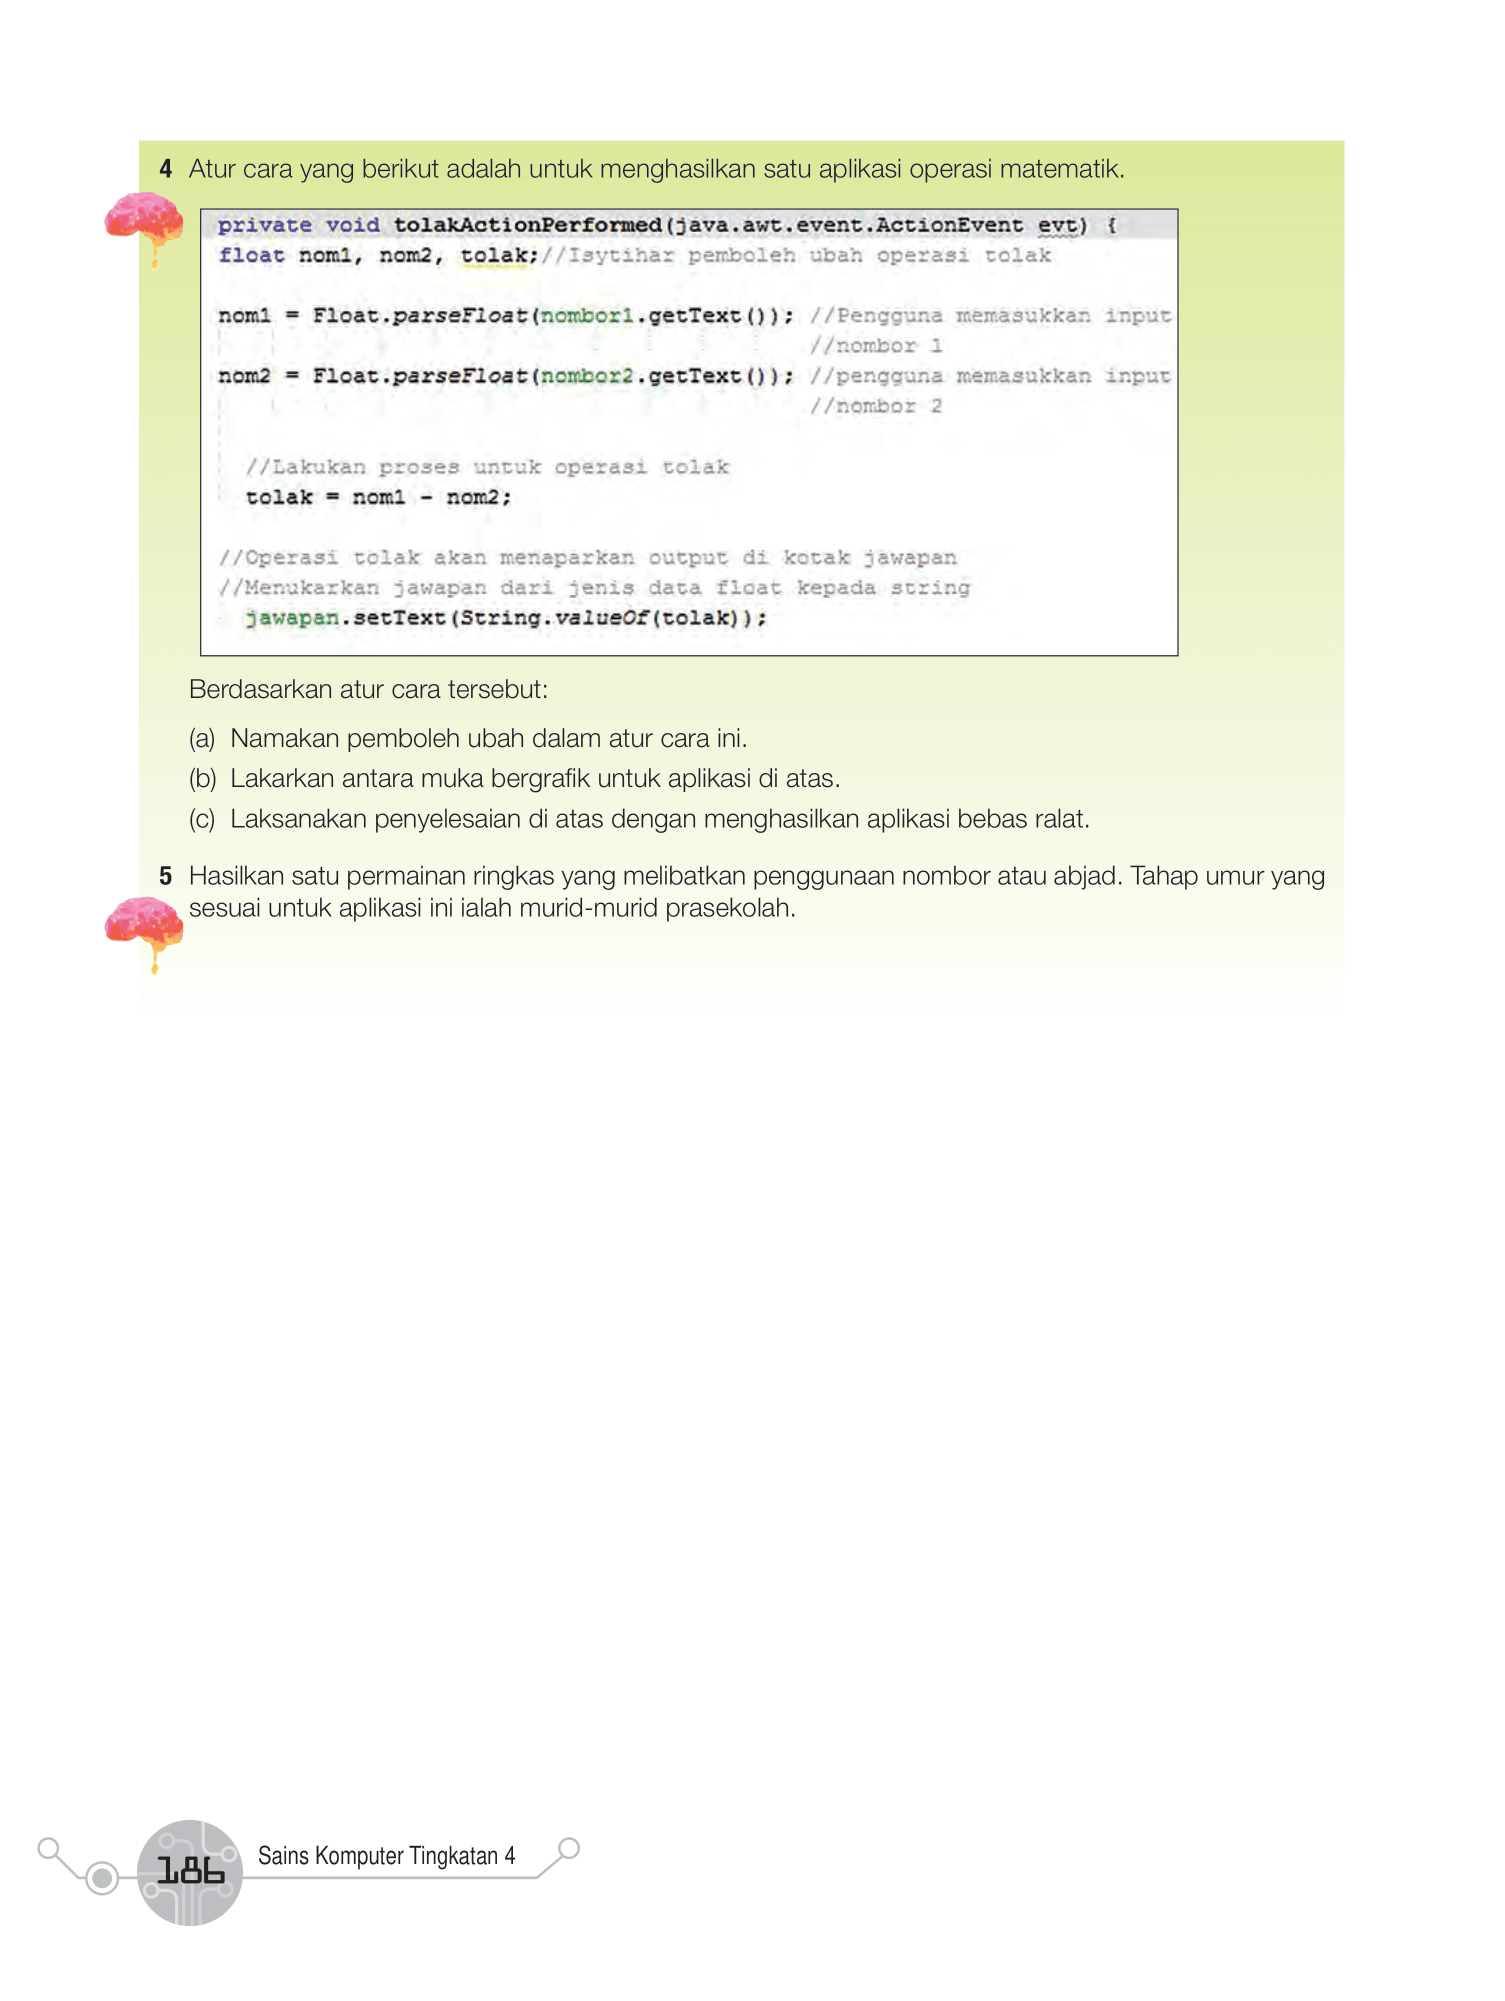 4 Atur cara yang berikut adalah untuk menghasilkan satu aplikasi operasi matematik.
private void tolakActionPerformed(java.awt.event.ActionEvent evt) {
float nom1, nom2, tolak;//Isytihar pemboleh ubah operasi tolak
nom1 = Float.parseFloat(nombor1.getText()); //Pengguna memasukkan input
//nombor 1
nom2 = Float.parseFloat(nombor2.getText()); //pengguna memasukkan input
//nombor 2
//Lakukan proses untuk operasi tolak
tolak = nom1 - nom2;
//Operasi tolak akan menaparkan output di kotak jawapan
//Menukarkan jawapan dari jenis data float kepada string
jawapan.setText(String.valueOf(tolak));
Berdasarkan atur cara tersebut:
(a) Namakan pemboleh ubah dalam atur cara ini.
(b) Lakarkan antara muka bergrafik untuk aplikasi di atas.
(c) Laksanakan penyelesaian di atas dengan menghasilkan aplikasi bebas ralat.
5 Hasilkan satu permainan ringkas yang melibatkan penggunaan nombor atau abjad. Tahap umur yang
sesuai untuk aplikasi ini ialah murid-murid prasekolah.
186 Sains Komputer Tingkatan 4